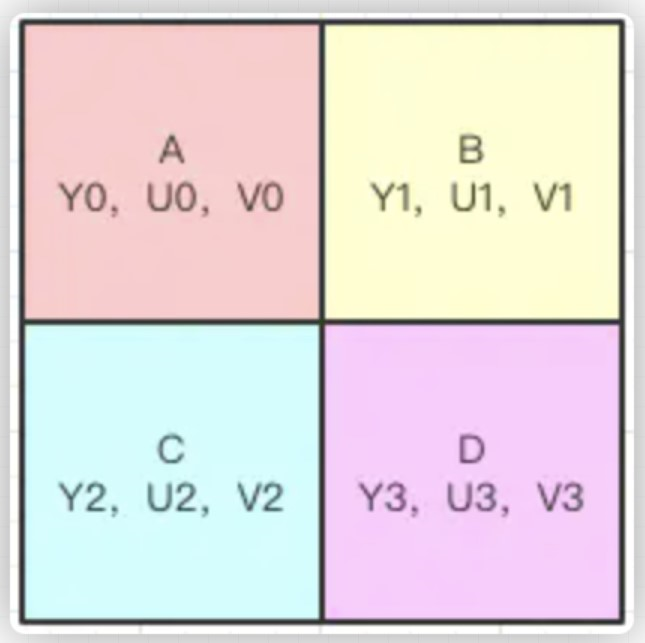 A
Y0, U0, V0
B
Y1, U1, V1
C
Y2, U2, V2
D
Y3, U3, V3